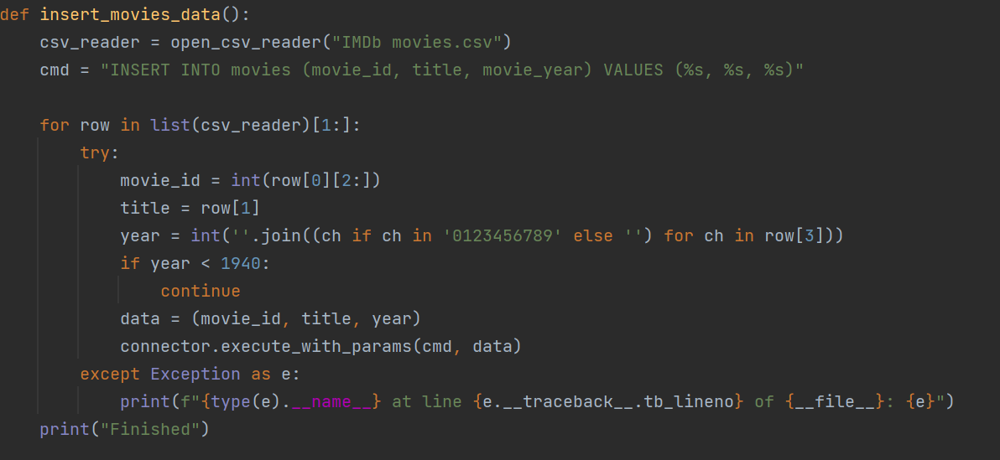 def insert_movies_data():
    csv_reader = open_csv_reader("IMDb movies.csv")
    cmd = "INSERT INTO movies (movie_id, title, movie_year) VALUES (%s, %s, %s)"

    for row in list(csv_reader)[1:]:
        try:
            movie_id = int(row[0][2:])
            title = row[1]
            year = int(''.join((ch if ch in '0123456789' else '') for ch in row[3]))
            if year < 1940:
                continue
            data = (movie_id, title, year)
            connector.execute_with_params(cmd, data)
        except Exception as e:
            print(f"{type(e).__name__} at line {e.__traceback__.tb_lineno} of {__file__}: {e}")
    print("Finished")